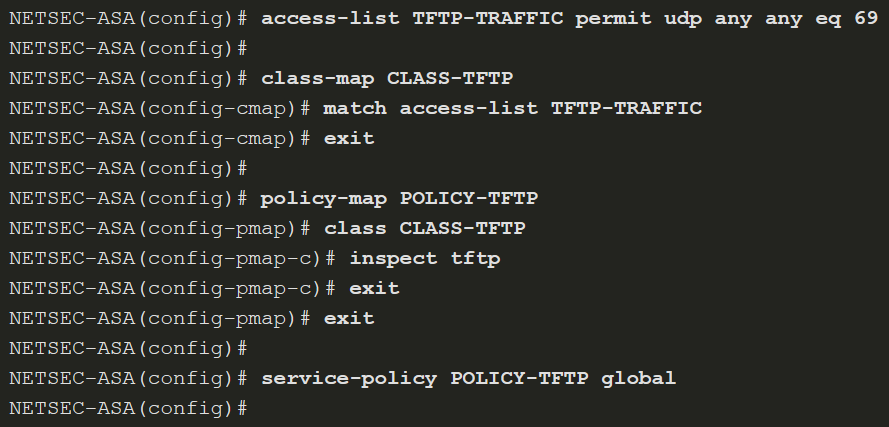 NETSEC-ASA(config)# access-list TFTP-TRAFFIC permit udp any any eq 69
NETSEC-ASA(config)#
NETSEC-ASA(config)# class-map CLASS-TFTP
NETSEC-ASA(config-cmap)# match access-list TFTP-TRAFFIC
NETSEC-ASA(config-cmap)# exit
NETSEC-ASA(config)#
NETSEC-ASA(config)# policy-map POLICY-TFTP
NETSEC-ASA(config-pmap)# class CLASS-TFTP
NETSEC-ASA(config-pmap-c)# inspect tftp
NETSEC-ASA(config-pmap-c)# exit
NETSEC-ASA(config-pmap)# exit
NETSEC-ASA(config)#
NETSEC-ASA(config)# service-policy POLICY-TFTP global
NETSEC-ASA(config)#